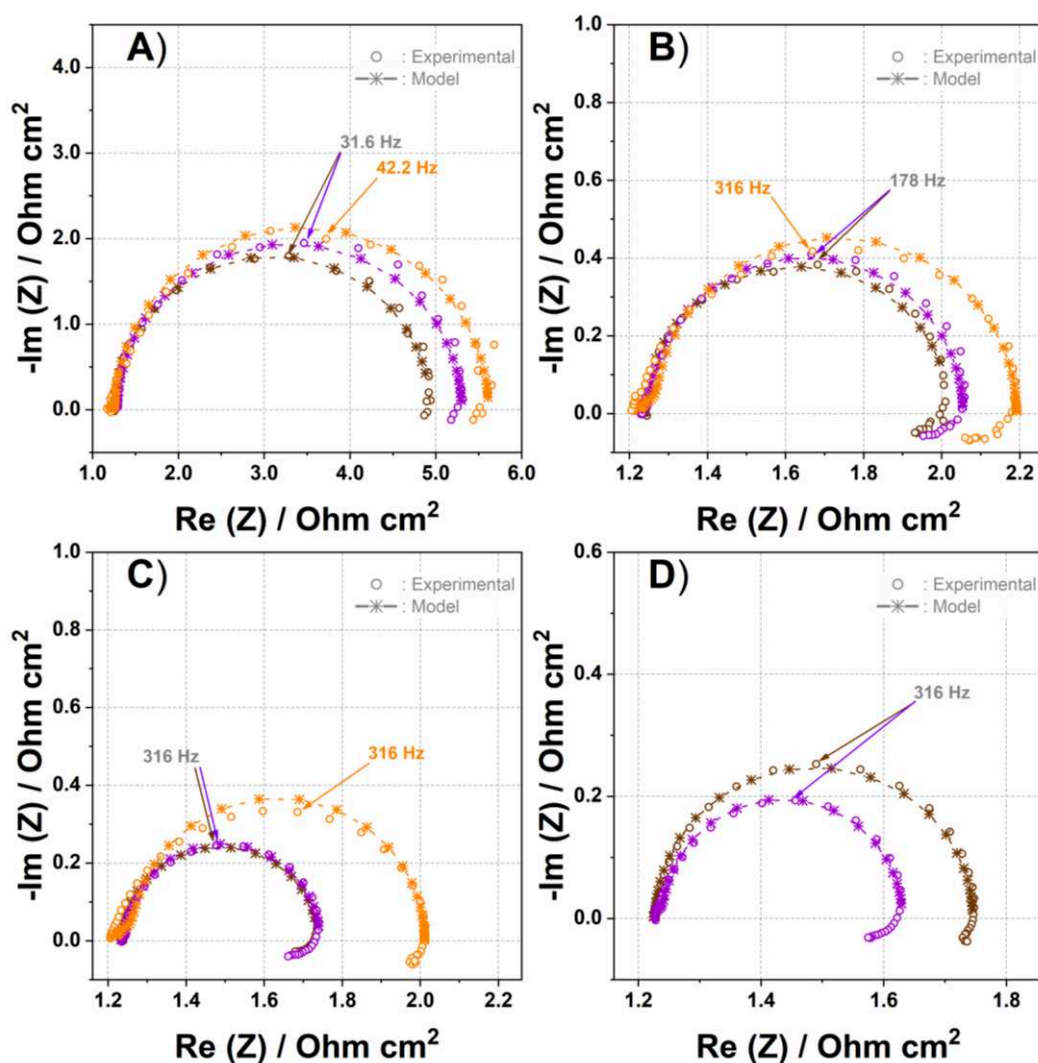 A)
○ : Experimental
-✳- : Model
31.6 Hz
42.2 Hz
4.0
3.0
2.0
1.0
0.0
1.0 2.0 3.0 4.0 5.0 6.0
-Im (Z) / Ohm cm²
Re (Z) / Ohm cm²
B)
○ : Experimental
-✳- : Model
316 Hz
178 Hz
1.0
0.8
0.6
0.4
0.2
0.0
1.2 1.4 1.6 1.8 2.0 2.2
-Im (Z) / Ohm cm²
Re (Z) / Ohm cm²
C)
○ : Experimental
-✳- : Model
316 Hz
316 Hz
1.0
0.8
0.6
0.4
0.2
0.0
1.2 1.4 1.6 1.8 2.0 2.2
-Im (Z) / Ohm cm²
Re (Z) / Ohm cm²
D)
○ : Experimental
-✳- : Model
316 Hz
0.6
0.4
0.2
0.0
1.2 1.4 1.6 1.8
-Im (Z) / Ohm cm²
Re (Z) / Ohm cm²